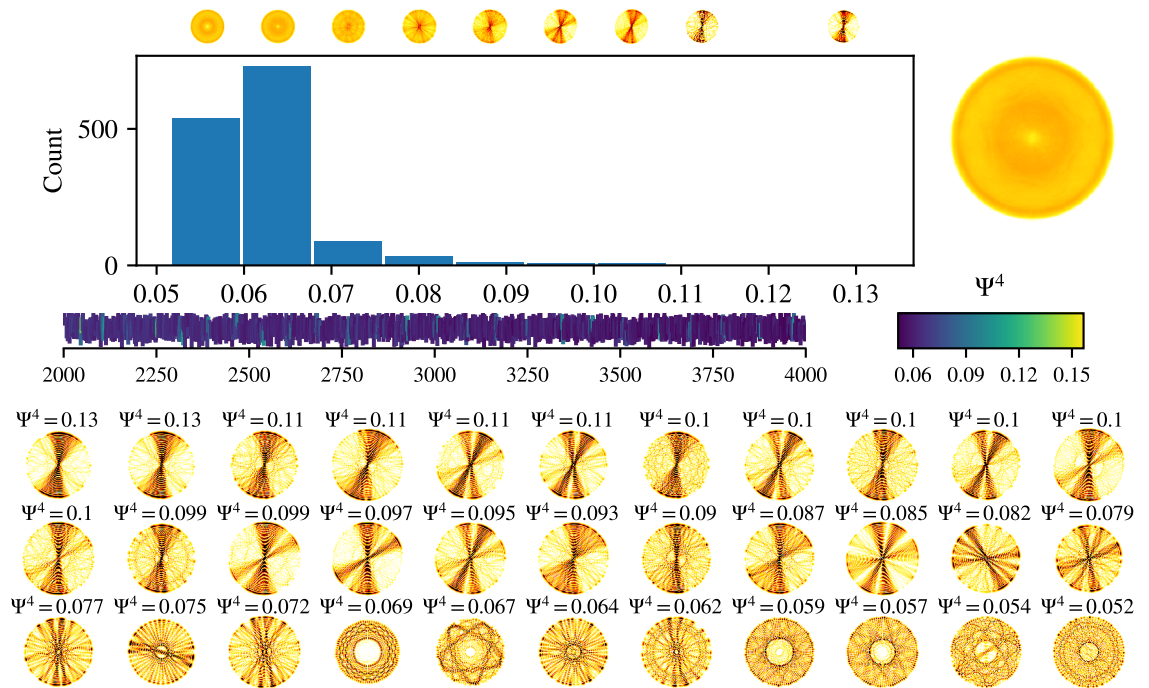 Count
500
0
0.05 0.06 0.07 0.08 0.09 0.10 0.11 0.12 0.13
Ψ⁴
2000 2250 2500 2750 3000 3250 3500 3750 4000
0.06 0.09 0.12 0.15
Ψ⁴ = 0.13 Ψ⁴ = 0.13 Ψ⁴ = 0.11 Ψ⁴ = 0.11 Ψ⁴ = 0.11 Ψ⁴ = 0.11 Ψ⁴ = 0.1 Ψ⁴ = 0.1 Ψ⁴ = 0.1 Ψ⁴ = 0.1 Ψ⁴ = 0.1
Ψ⁴ = 0.1 Ψ⁴ = 0.099 Ψ⁴ = 0.099 Ψ⁴ = 0.097 Ψ⁴ = 0.095 Ψ⁴ = 0.093 Ψ⁴ = 0.09 Ψ⁴ = 0.087 Ψ⁴ = 0.085 Ψ⁴ = 0.082 Ψ⁴ = 0.079
Ψ⁴ = 0.077 Ψ⁴ = 0.075 Ψ⁴ = 0.072 Ψ⁴ = 0.069 Ψ⁴ = 0.067 Ψ⁴ = 0.064 Ψ⁴ = 0.062 Ψ⁴ = 0.059 Ψ⁴ = 0.057 Ψ⁴ = 0.054 Ψ⁴ = 0.052